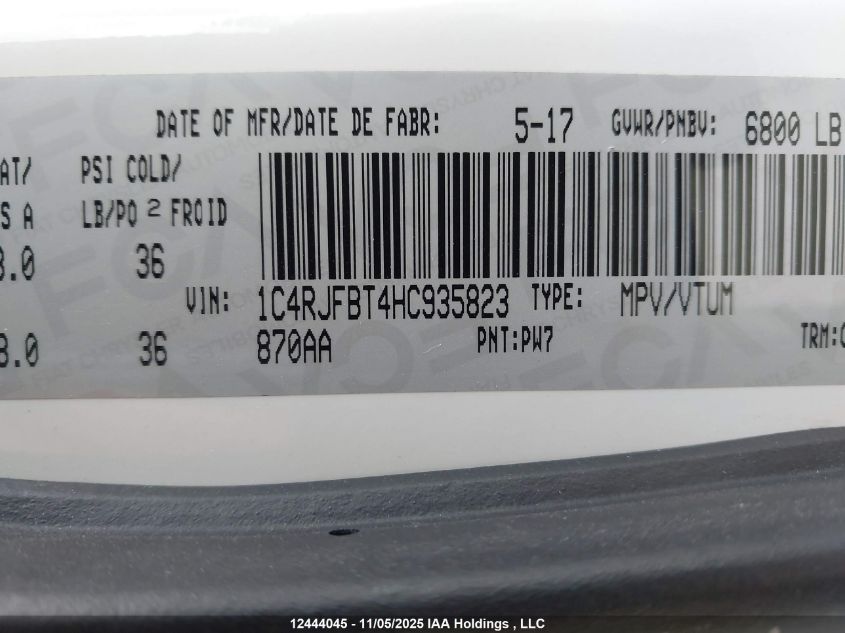 DATE OF MFR/DATE DE FABR: 5-17 GVWR/PNBV: 6800 LB
AT/ PSI COLD/
S A LB/PO 2 FROID
8.0 36
VIN: 1C4RJFBT4HC935823 TYPE: MPV/VTUM
8.0 36 870AA PNT:PW7 TRM:
12444045 - 11/05/2025 IAA Holdings , LLC